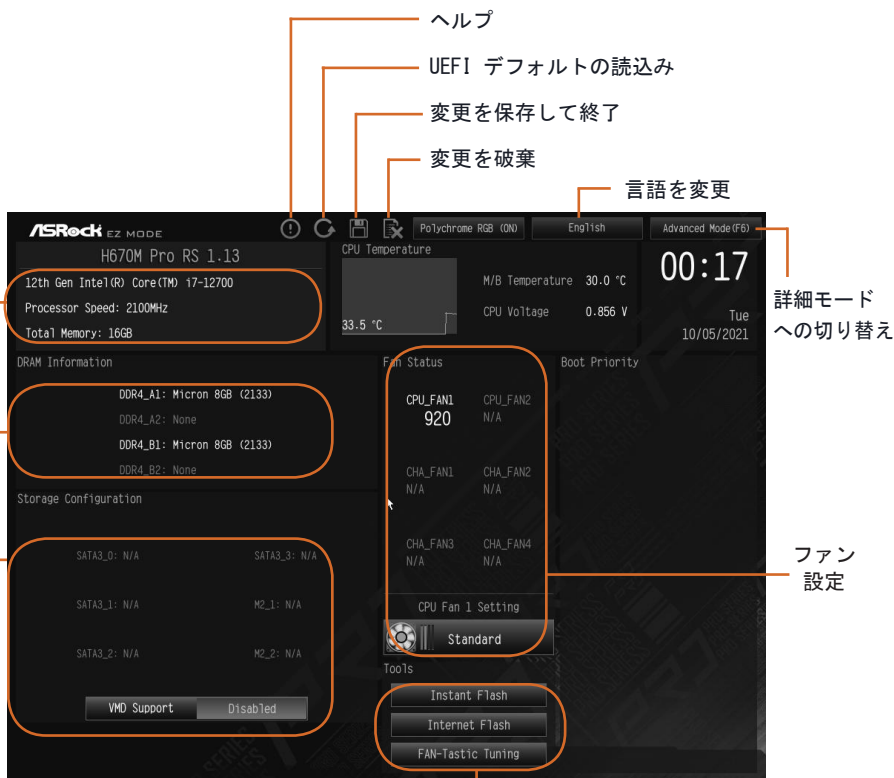 ヘルプ
UEFI デフォルトの読込み
変更を保存して終了
変更を破棄
言語を変更
ASRock EZ MODE
Polychrome RGB (ON)
English
Advanced Mode(F6)
H670M Pro RS 1.13
12th Gen Intel(R) Core(TM) i7-12700
Processor Speed: 2100MHz
Total Memory: 16GB
CPU Temperature
33.5 °C
M/B Temperature 30.0 °C
CPU Voltage 0.856 V
00:17
Tue
10/05/2021
詳細モード
への切り替え
DRAM Information
DDR4_A1: Micron 8GB (2133)
DDR4_A2: None
DDR4_B1: Micron 8GB (2133)
DDR4_B2: None
Fan Status
CPU_FAN1 CPU_FAN2
920 N/A
CHA_FAN1 CHA_FAN2
N/A N/A
CHA_FAN3 CHA_FAN4
N/A N/A
CPU Fan 1 Setting
Standard
ファン
設定
Boot Priority
Storage Configuration
SATA3_0: N/A SATA3_3: N/A
SATA3_1: N/A M2_1: N/A
SATA3_2: N/A M2_2: N/A
VMD Support Disabled
Tools
Instant Flash
Internet Flash
FAN-Tastic Tuning